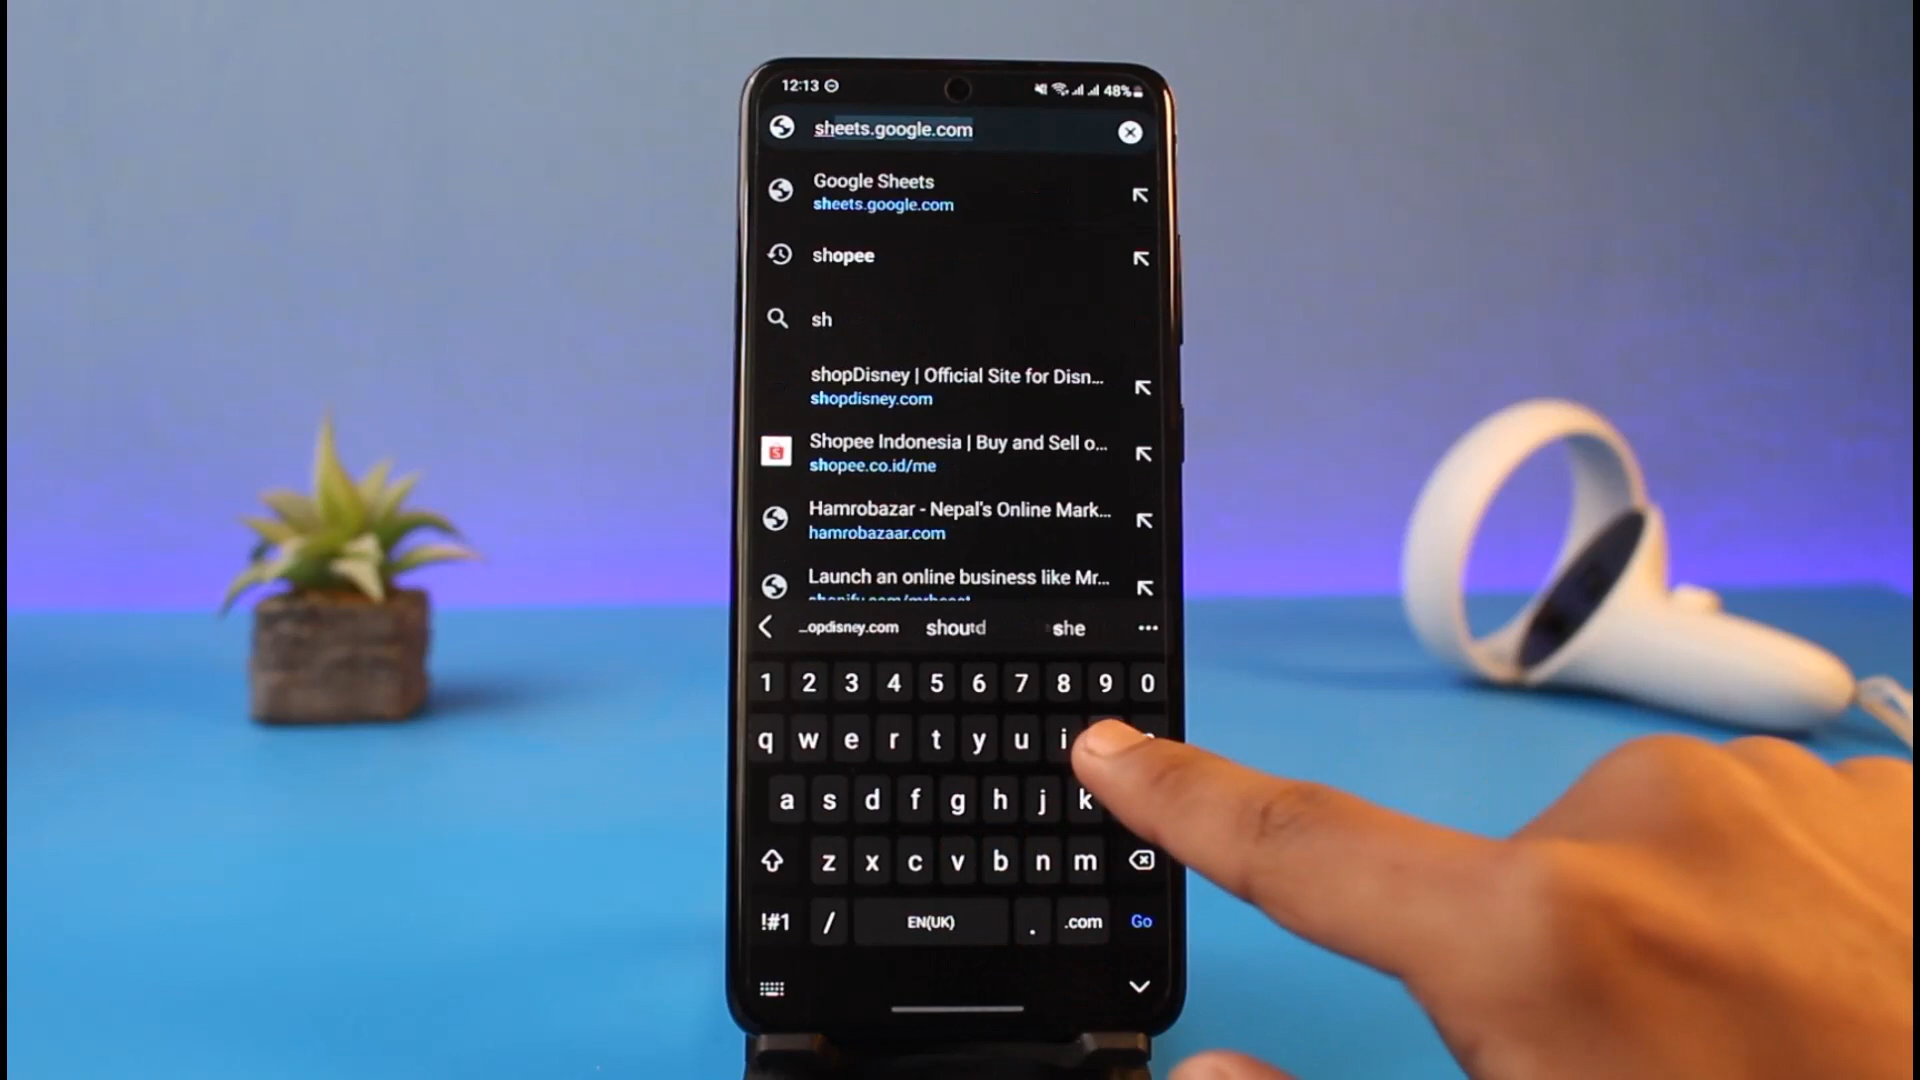 12:13
48%
sheets.google.com
Google Sheets
sheets.google.com
shopee
sh
shopDisney | Official Site for Disn...
shopdisney.com
Shopee Indonesia | Buy and Sell o...
shopee.co.id/me
Hamrobazar - Nepal's Online Mark...
hamrobazaar.com
Launch an online business like Mr...
...opdisney.com
she
1 2 3 4 5 6 7 8 9 0
q w e r t y u i
a s d f g h j k
z x c v b n m
!#1 / EN(UK) . .com Go